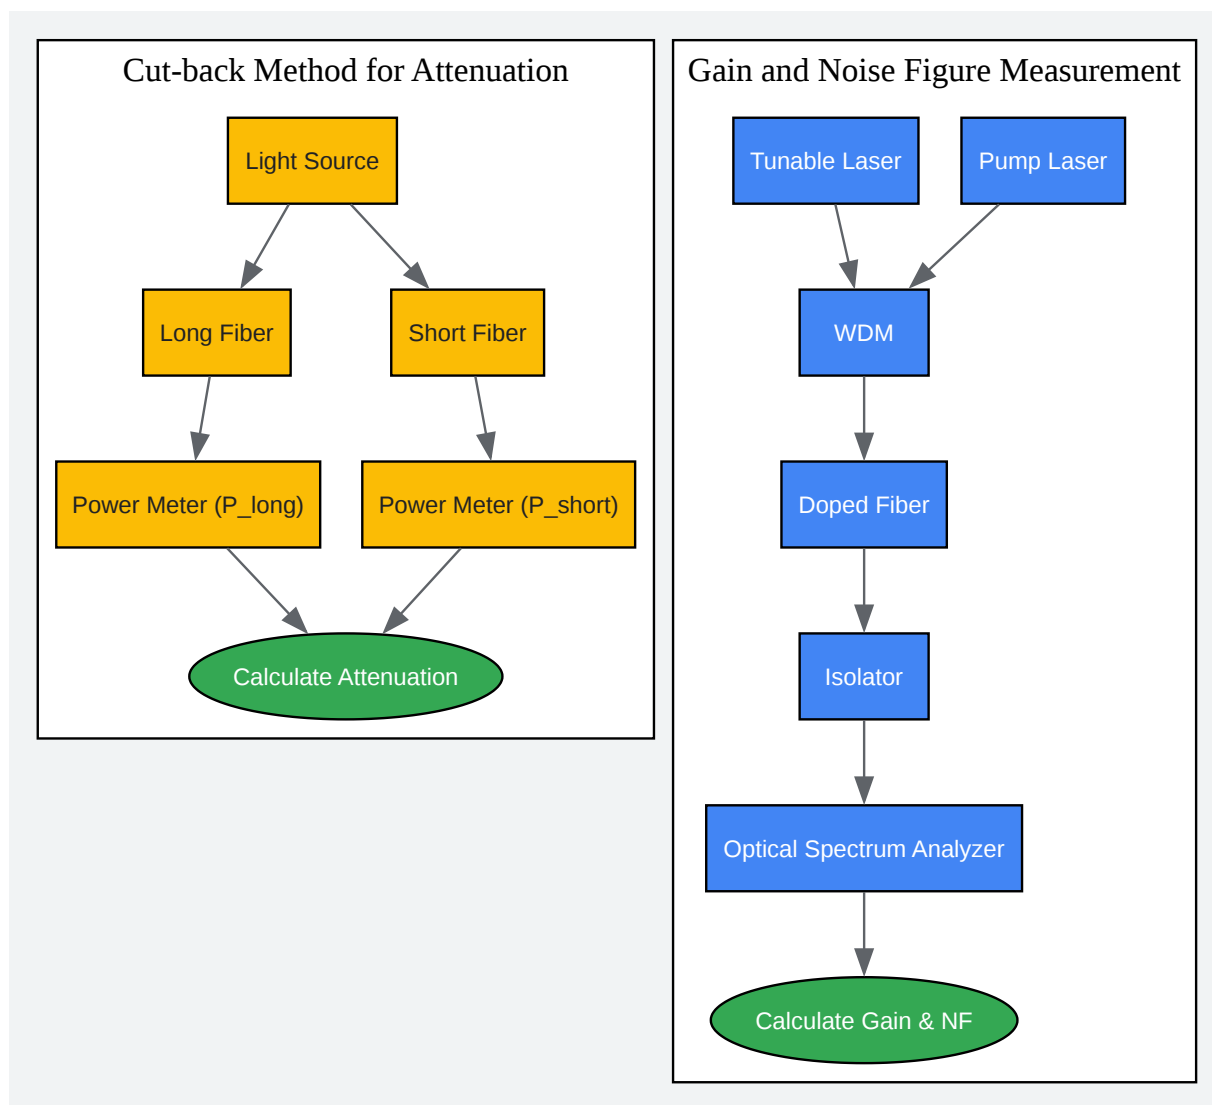 Cut-back Method for Attenuation
Light Source
Long Fiber
Short Fiber
Power Meter (P_long)
Power Meter (P_short)
Calculate Attenuation
Gain and Noise Figure Measurement
Tunable Laser
Pump Laser
WDM
Doped Fiber
Isolator
Optical Spectrum Analyzer
Calculate Gain & NF